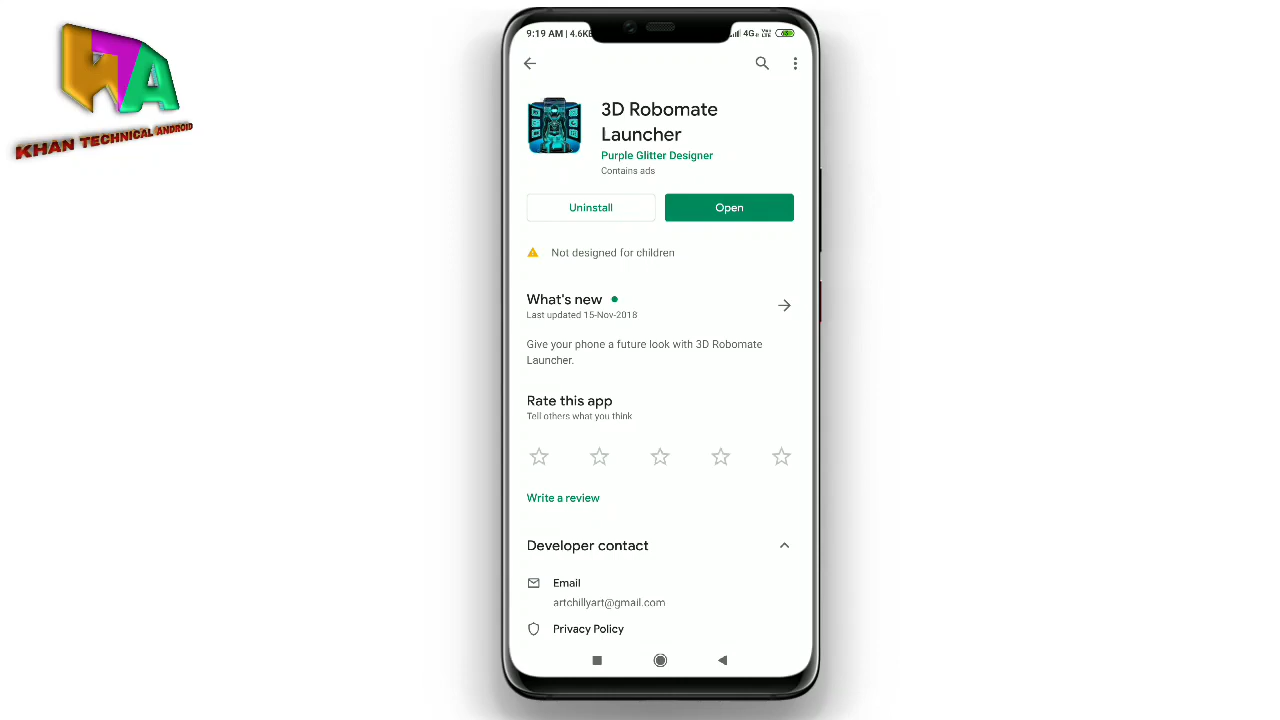 KHAN TECHNICAL ANDROID
9:19 AM | 4.6KB
4G
3D Robomate
Launcher
Purple Glitter Designer
Contains ads
Uninstall
Open
Not designed for children
What's new
Last updated 15-Nov-2018
Give your phone a future look with 3D Robomate
Launcher.
Rate this app
Tell others what you think
Write a review
Developer contact
Email
artchillyart@gmail.com
Privacy Policy